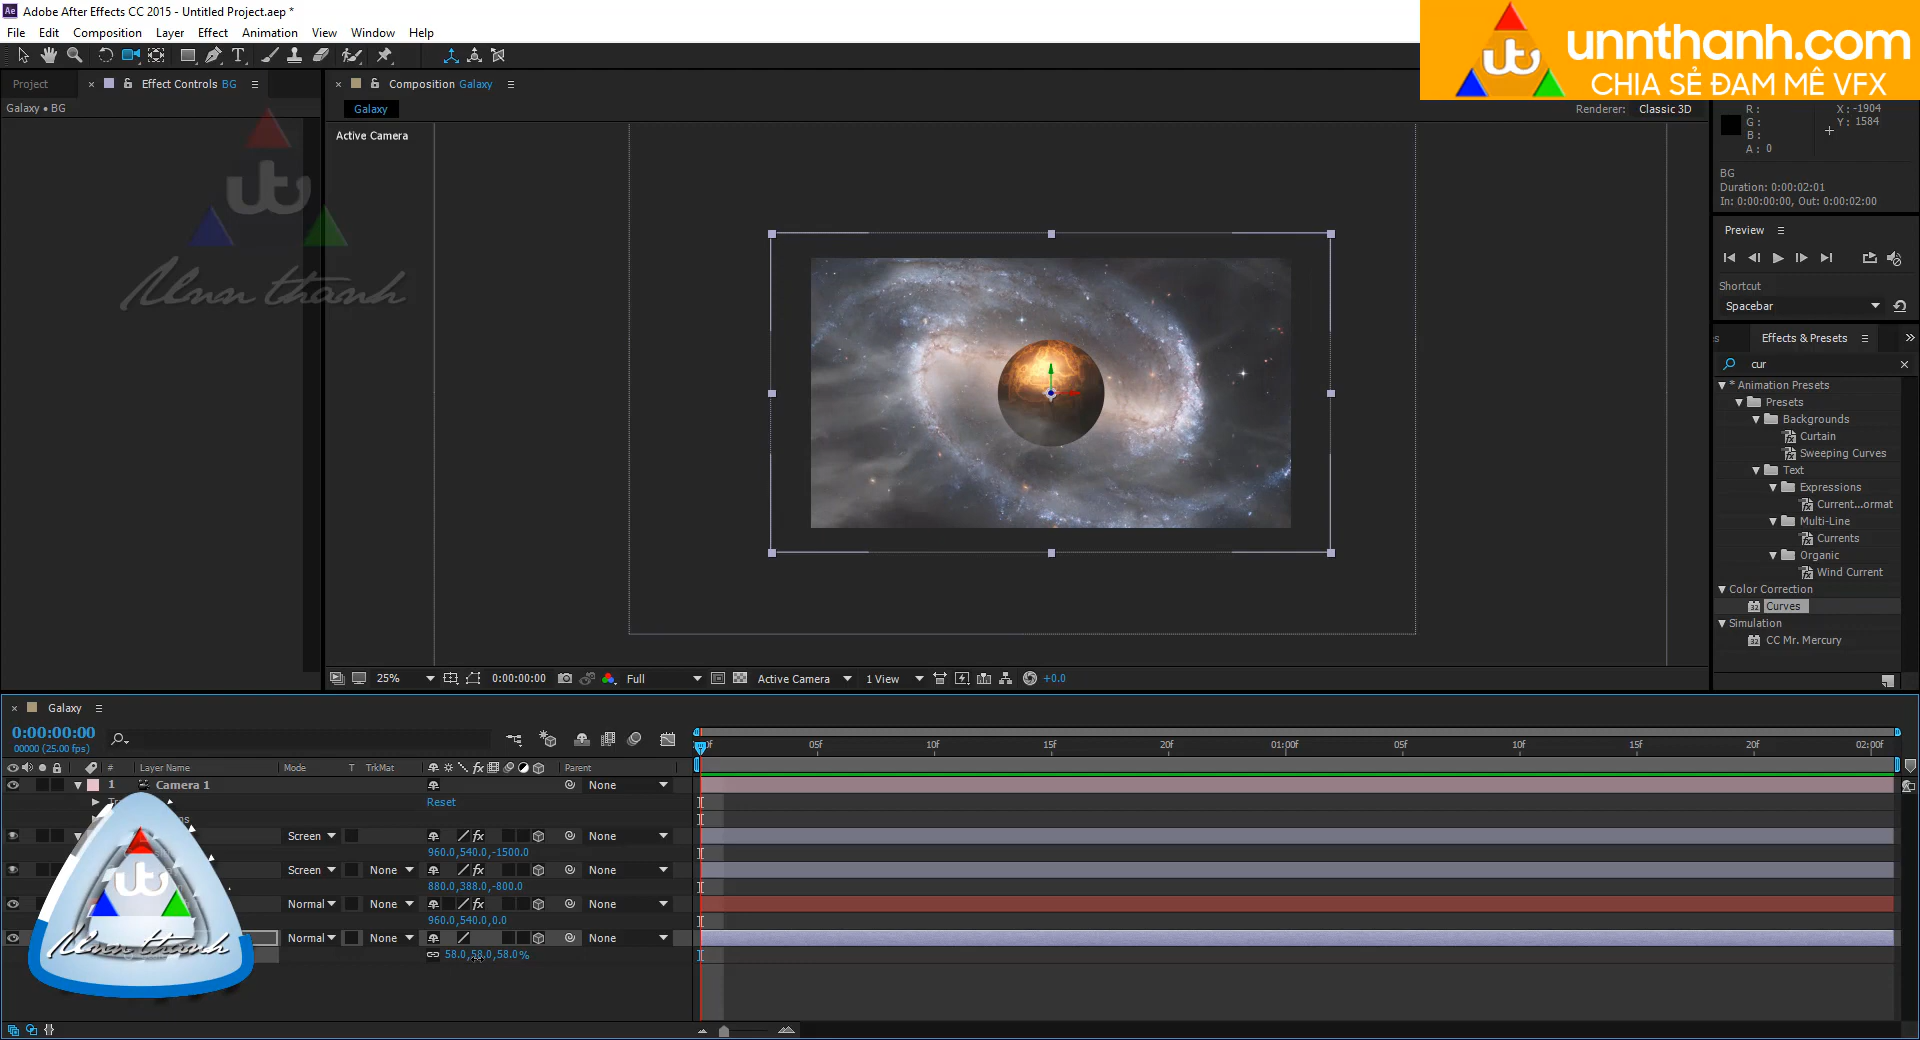 Adobe After Effects CC 2015 - Untitled Project.aep *
File Edit Composition Layer Effect Animation View Window Help
unnthanh.com
CHIA SẺ ĐAM MÊ VFX
Project
Effect Controls BG
Composition Galaxy
Galaxy • BG
Galaxy
Renderer: Classic 3D
Active Camera
R :
G :
B :
A : 0
X : -1904
Y : 1584
BG
Duration: 0:00:02:01
In: 0:00:00:00, Out: 0:00:02:00
Unn thanh
Preview
Shortcut
Spacebar
Effects & Presets
cur
* Animation Presets
Presets
Backgrounds
Curtain
Sweeping Curves
Text
Expressions
Current...ormat
Multi-Line
Currents
Organic
Wind Current
Color Correction
Curves
Simulation
CC Mr. Mercury
25% 0:00:00:00 Full Active Camera 1 View +0.0
Galaxy
0:00:00:00
00000 (25.00 fps)
05f 10f 15f 20f 01:00f 05f 10f 15f 20f 02:00f
# Layer Name Mode T TrkMat Parent
1 Camera 1 None
Reset
Screen None
960.0,540.0,-1500.0
Screen None None
880.0,388.0,-800.0
Normal None None
960.0,540.0,0.0
Normal None None
58.0,58.0,58.0%
Unn thanh